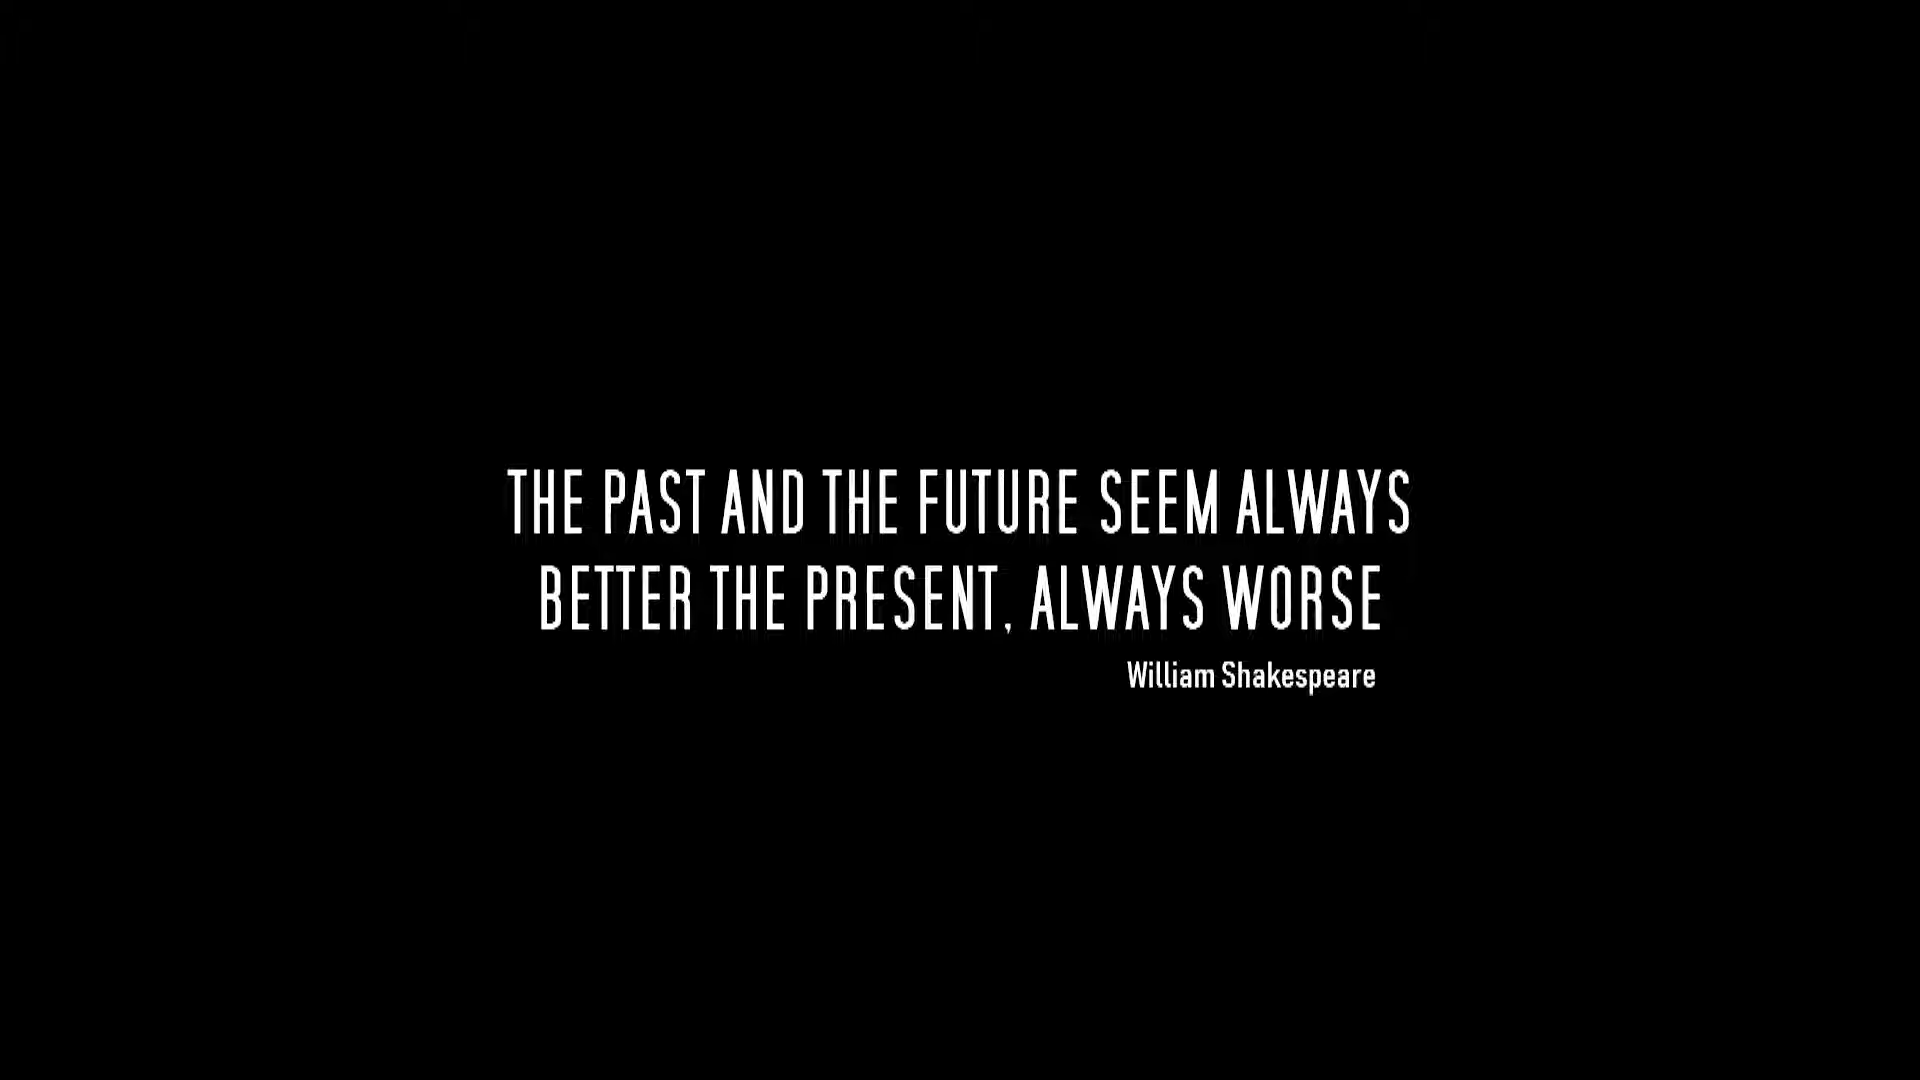 THE PAST AND THE FUTURE SEEM ALWAYS
BETTER THE PRESENT, ALWAYS WORSE
William Shakespeare